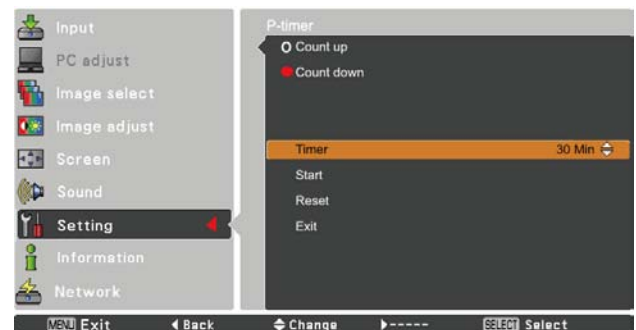 Input
PC adjust
Image select
Image adjust
Screen
Sound
Setting
Information
Network
P-timer
Count up
Count down
Timer 30 Min
Start
Reset
Exit
MENU Exit Back Change ----- SELECT Select